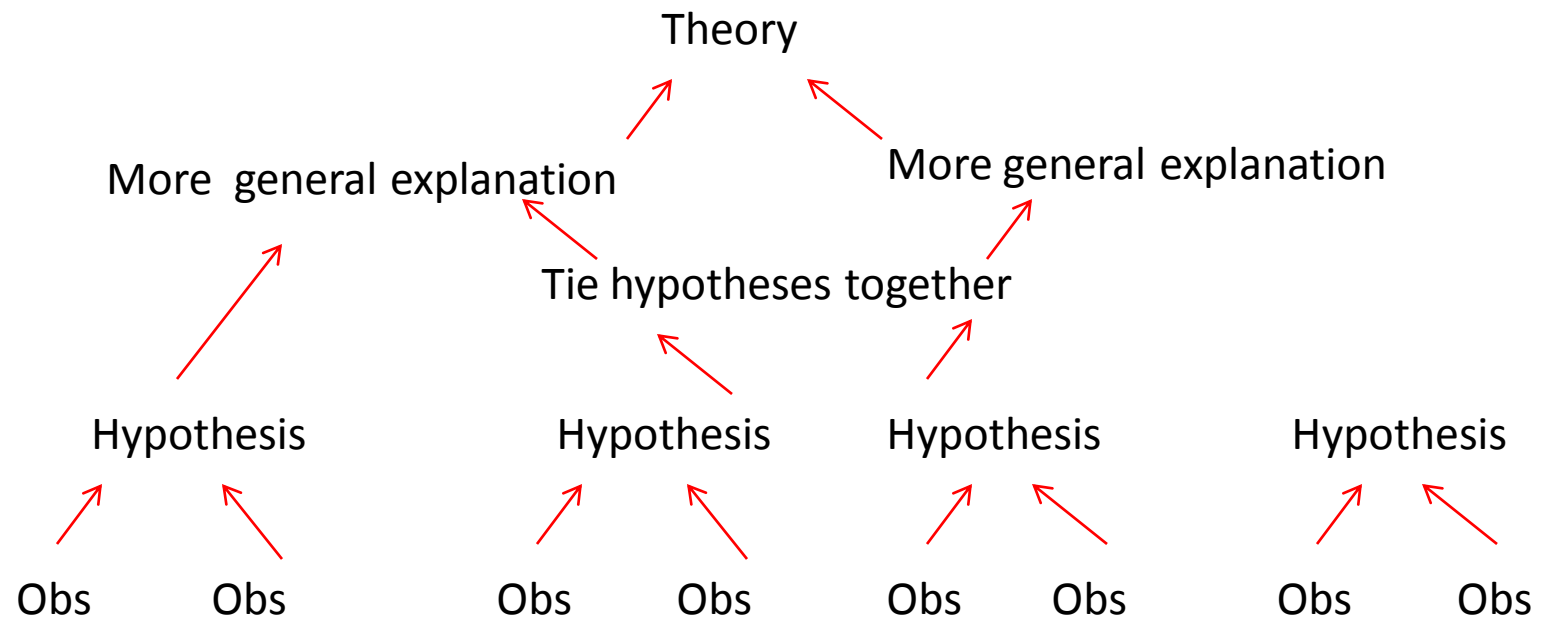 Theory
More general explanation
More general explanation
Tie hypotheses together
Hypothesis Hypothesis Hypothesis Hypothesis
Obs Obs Obs Obs Obs Obs Obs Obs